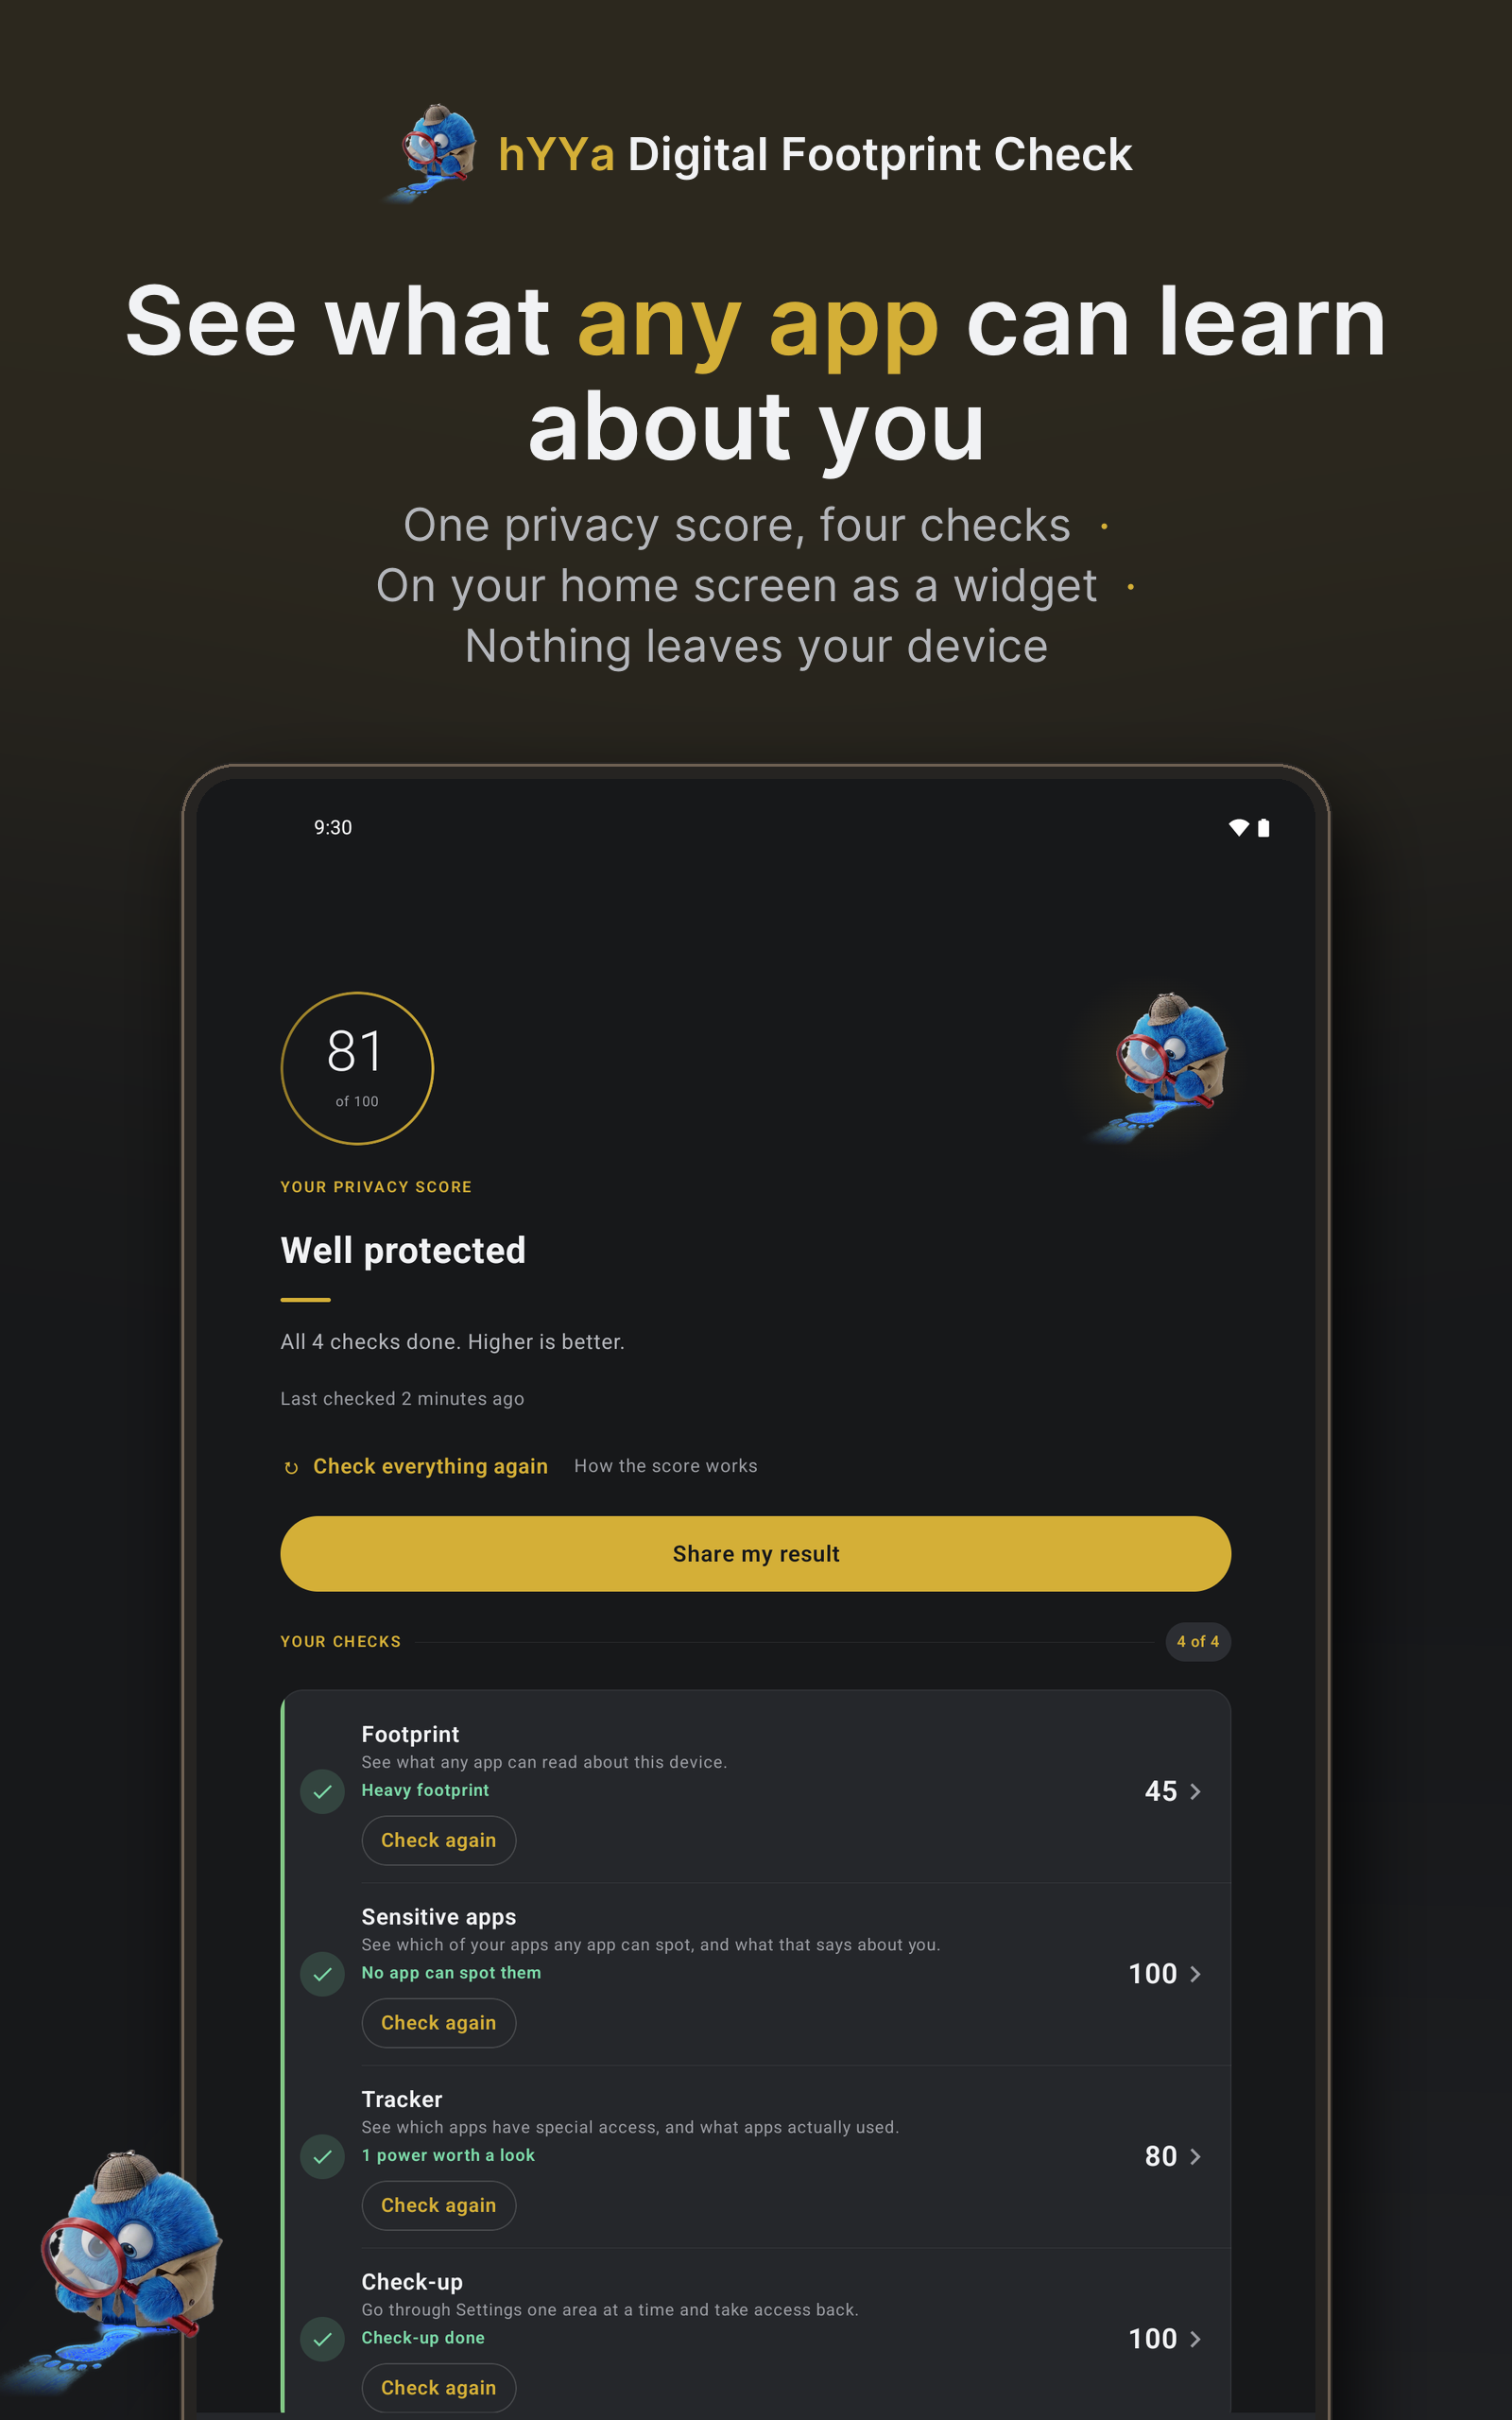 hYYa Digital Footprint Check
See what any app can learn
about you
One privacy score, four checks ·
On your home screen as a widget ·
Nothing leaves your device
9:30
81
of 100
YOUR PRIVACY SCORE
Well protected
All 4 checks done. Higher is better.
Last checked 2 minutes ago
↻ Check everything again How the score works
Share my result
YOUR CHECKS 4 of 4
Footprint
See what any app can read about this device.
Heavy footprint
45
Check again
Sensitive apps
See which of your apps any app can spot, and what that says about you.
No app can spot them
100
Check again
Tracker
See which apps have special access, and what apps actually used.
1 power worth a look
80
Check again
Check-up
Go through Settings one area at a time and take access back.
Check-up done
100
Check again